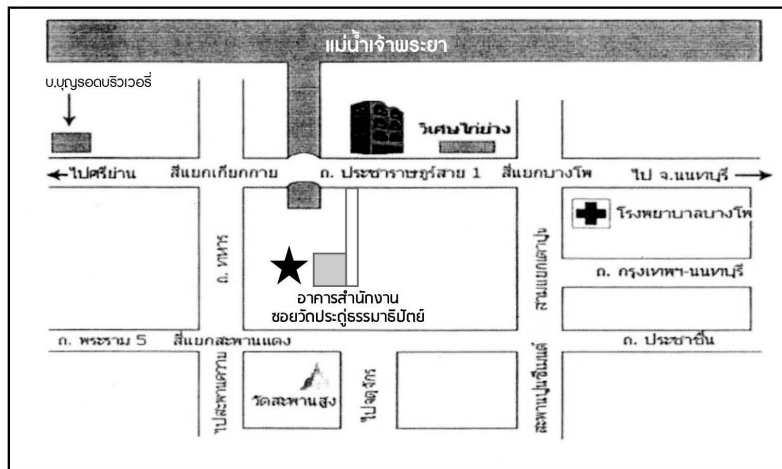 แม่น้ำเจ้าพระยา
บ.บุญรอดบริวเวอรี่
วิเศษไก่ย่าง
ไปศรีย่าน
สี่แยกเกียกกาย
ถ. ประชาราษฎร์สาย 1
สี่แยกบางโพ
ไป จ.นนทบุรี
โรงพยาบาลบางโพ
ถ. ทหาร
สามแยกเตาปูน
ถ. กรุงเทพฯ-นนทบุรี
อาคารสำนักงาน
ซอยวัดประดู่ธรรมาธิปัตย์
ถ. พระราม 5
สี่แยกสะพานแดง
ถ. ประชาชื่น
ไปสะพานควาย
วัดสะพานสูง
ไปจตุจักร
สะพานปูนซีเมนต์